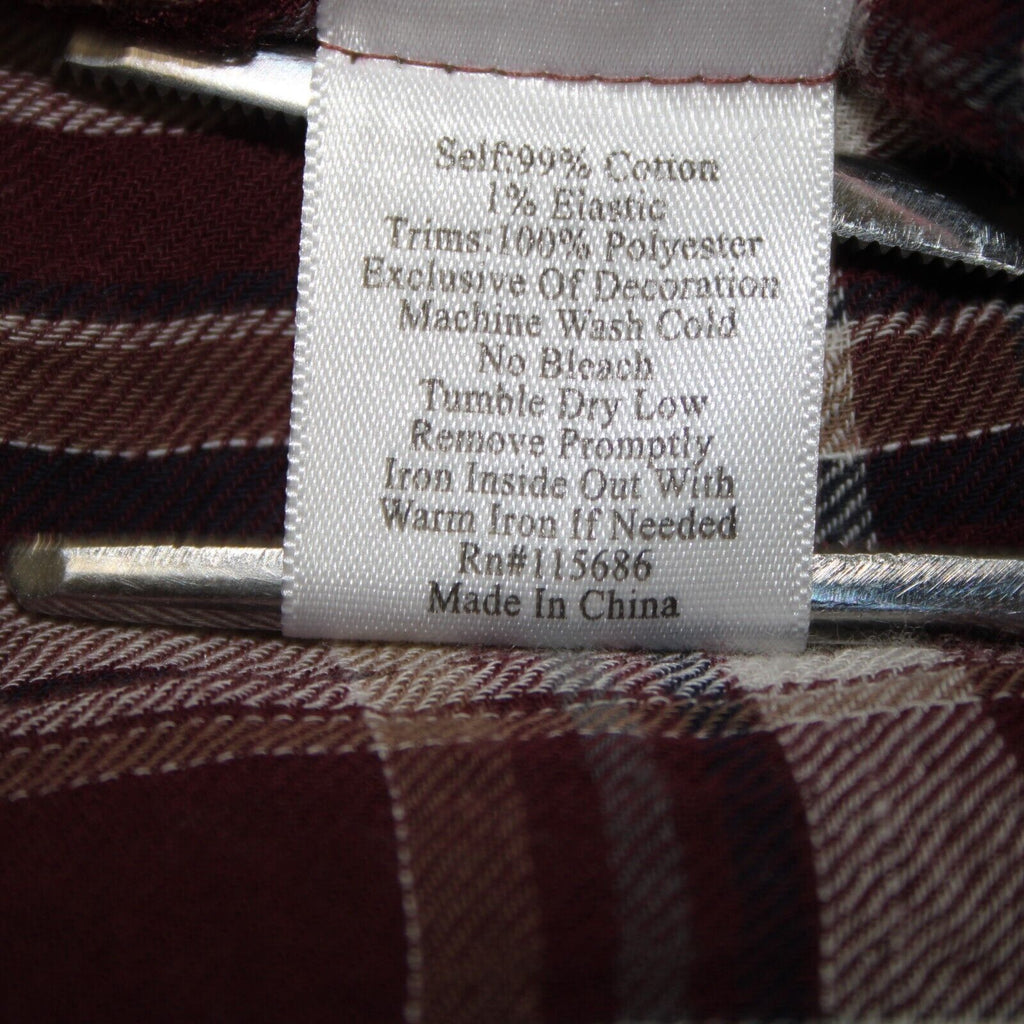 Self:99% Cotton
1% Elastic
Trims:100% Polyester
Exclusive Of Decoration
Machine Wash Cold
No Bleach
Tumble Dry Low
Remove Promptly
Iron Inside Out With
Warm Iron If Needed
Rn#115686
Made In China